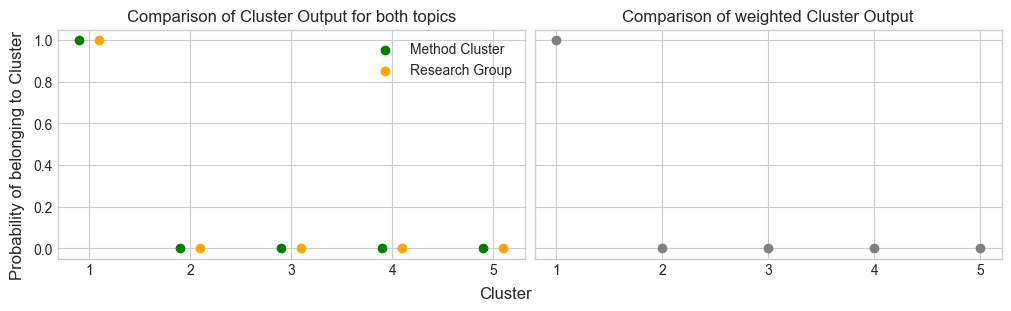 Comparison of Cluster Output for both topics
Comparison of weighted Cluster Output
Probability of belonging to Cluster
1.0
0.8
0.6
0.4
0.2
0.0
Method Cluster
Research Group
1 2 3 4 5
1 2 3 4 5
Cluster